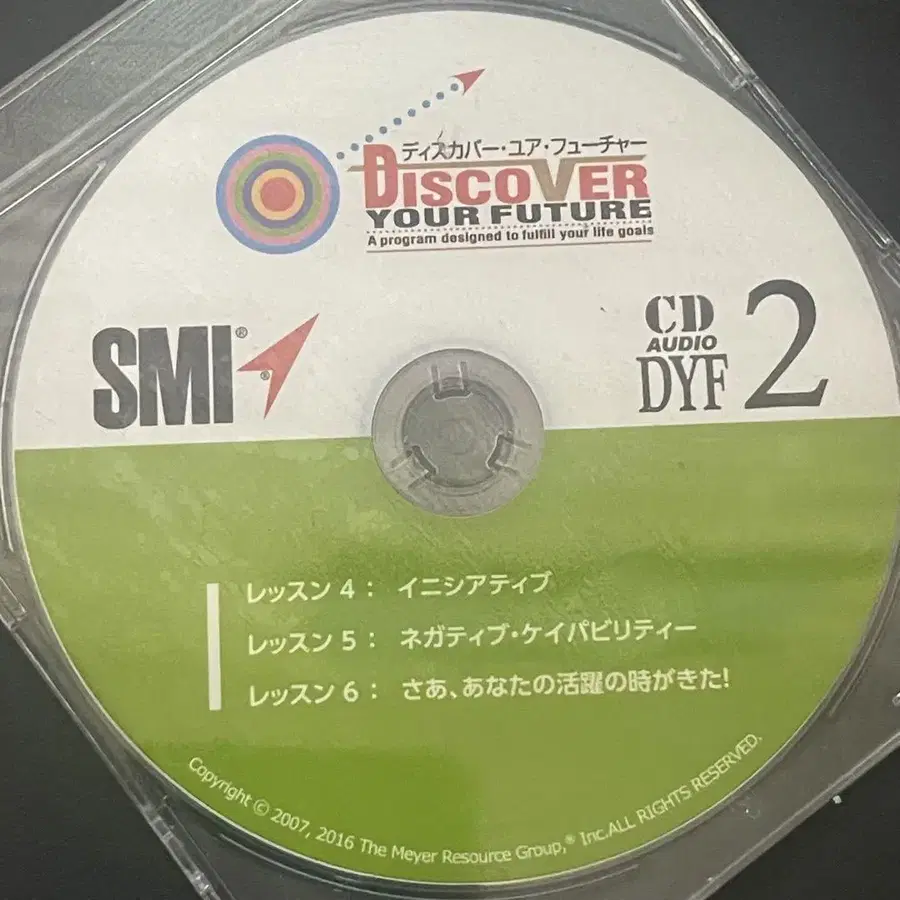 ディスカバー・ユア・フューチャー
DISCOVER
YOUR FUTURE
A program designed to fulfill your life goals
SMI®
®
CD
AUDIO
DYF 2
レッスン 4 : イニシアティブ
レッスン 5 : ネガティブ・ケイパビリティー
レッスン 6 : さあ、あなたの活躍の時がきた!
Copyright © 2007, 2016 The Meyer Resource Group,® Inc.ALL RIGHTS RESERVED.